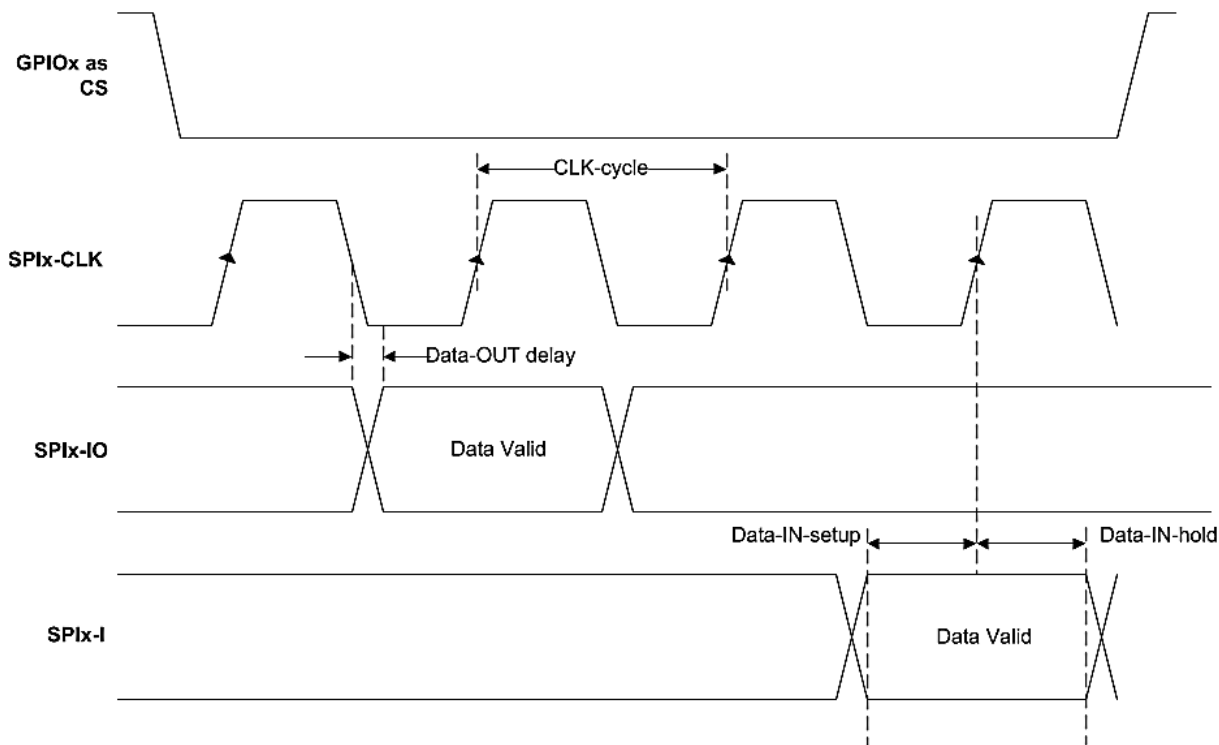 GPIOx as
CS
CLK-cycle
SPIx-CLK
Data-OUT delay
SPIx-IO
Data Valid
Data-IN-setup
Data-IN-hold
SPIx-I
Data Valid